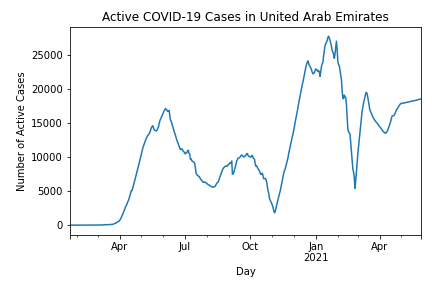 Active COVID-19 Cases in United Arab Emirates
Number of Active Cases
25000
20000
15000
10000
5000
0
Apr Jul Oct Jan Apr
2021
Day